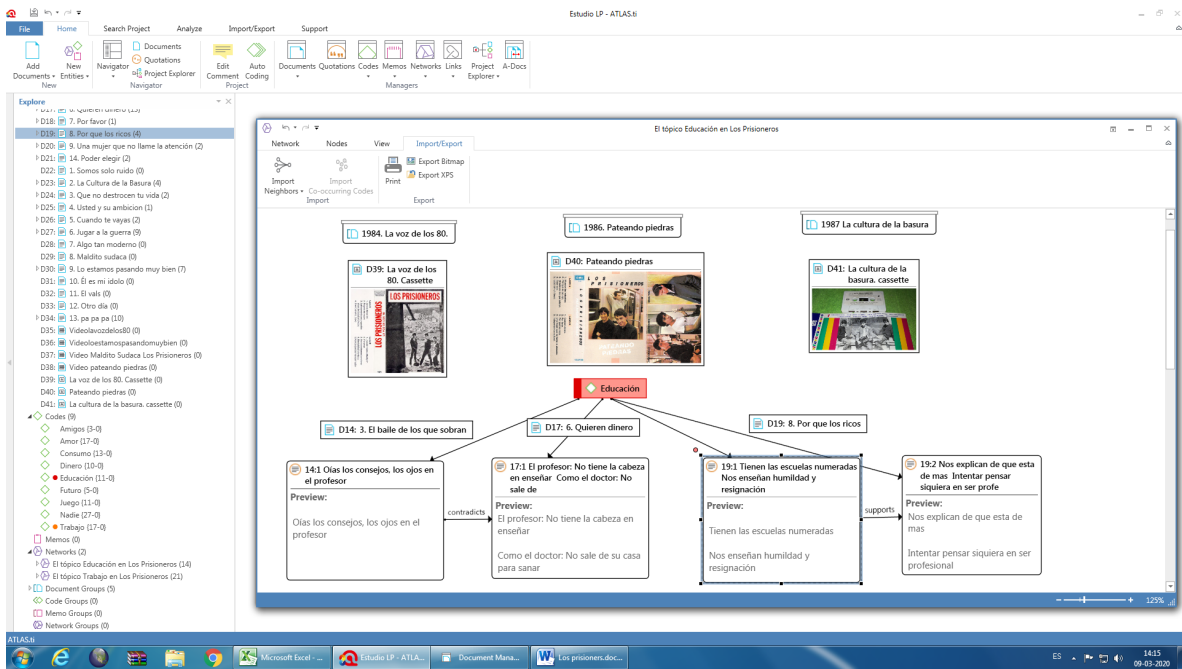 Estudio LP - ATLAS.ti
File Home Search Project Analyze Import/Export Support
Add Documents
New Entities
New
Navigator
Documents
Quotations
Project Explorer
Navigator
Edit Comment
Auto Coding
Project
Documents Quotations Codes Memos Networks Links Project Explorer A-Docs
Managers
Explore
D17: 6. Quieren dinero (13)
D18: 7. Por favor (1)
D19: 8. Por que los ricos (4)
D20: 9. Una mujer que no llame la atención (2)
D21: 14. Poder elegir (2)
D22: 1. Somos solo ruido (0)
D23: 2. La Cultura de la Basura (4)
D24: 3. Que no destrocen tu vida (2)
D25: 4. Usted y su ambicion (1)
D26: 5. Cuando te vayas (2)
D27: 6. Jugar a la guerra (9)
D28: 7. Algo tan moderno (0)
D29: 8. Maldito sudaca (0)
D30: 9. Lo estamos pasando muy bien (7)
D31: 10. Él es mi idolo (0)
D32: 11. El vals (0)
D33: 12. Otro día (0)
D34: 13. pa pa pa (10)
D35: Videolavozdelos80 (0)
D36: Videoloestamospasandomuybien (0)
D37: Video Maldito Sudaca Los Prisioneros (0)
D38: Video pateando piedras (0)
D39: La voz de los 80. Cassette (0)
D40: Pateando piedras (0)
D41: La cultura de la basura. cassette (0)
Codes (9)
Amigos (3-0)
Amor (17-0)
Consumo (13-0)
Dinero (10-0)
Educación (11-0)
Futuro (5-0)
Juego (11-0)
Nadie (27-0)
Trabajo (17-0)
Memos (0)
Networks (2)
El tópico Educación en Los Prisioneros (14)
El tópico Trabajo en Los Prisioneros (21)
Document Groups (5)
Code Groups (0)
Memo Groups (0)
Network Groups (0)
El tópico Educación en Los Prisioneros
Network Nodes View Import/Export
Import Neighbors
Import Co-occurring Codes
Import
Print
Export Bitmap
Export XPS
Export
1984. La voz de los 80.
1986. Pateando piedras
1987 La cultura de la basura
D39: La voz de los
80. Cassette
LOS PRISIONEROS
LOS PRISIONEROS
D40: Pateando piedras
LOS
PRISIONEROS
PATEANDO
PIEDRAS
D41: La cultura de la
basura. cassette
Educación
D14: 3. El baile de los que sobran
D17: 6. Quieren dinero
D19: 8. Por que los ricos
14:1 Oías los consejos, los ojos en
el profesor
Preview:
Oías los consejos, los ojos en el
profesor
contradicts
17:1 El profesor: No tiene la cabeza
en enseñar Como el doctor: No
sale de
Preview:
El profesor: No tiene la cabeza en
enseñar
Como el doctor: No sale de su casa
para sanar
19:1 Tienen las escuelas numeradas
Nos enseñan humildad y
resignación
Preview:
Tienen las escuelas numeradas
Nos enseñan humildad y
resignación
supports
19:2 Nos explican de que esta
de mas Intentar pensar
siquiera en ser profe
Preview:
Nos explican de que esta de
mas
Intentar pensar siquiera en ser
profesional
125%
ATLAS.ti
Microsoft Excel - ...
Estudio LP - ATLA...
Document Mana...
Los prisioners.doc...
ES
14:15
09-03-2020